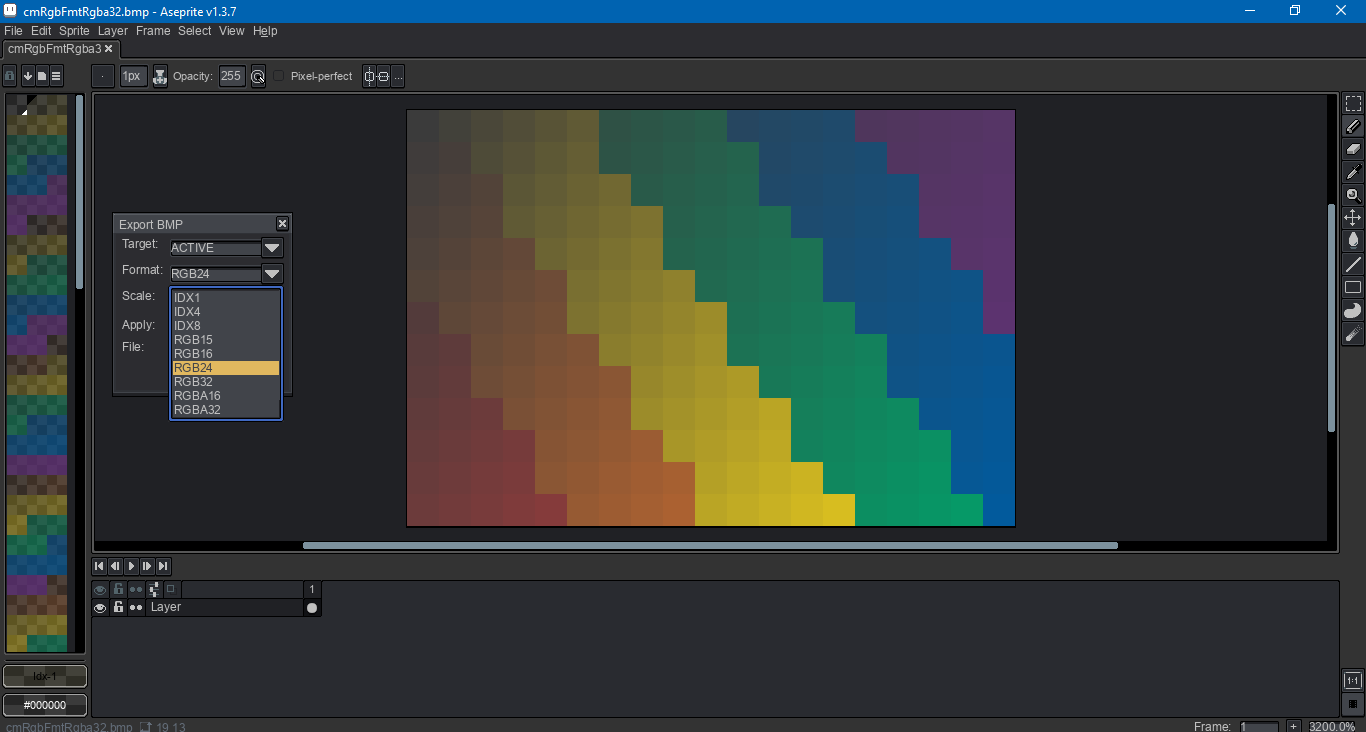 cmRgbFmtRgba32.bmp - Aseprite v1.3.7
File Edit Sprite Layer Frame Select View Help
cmRgbFmtRgba3
1px Opacity: 255 Pixel-perfect ...
Export BMP
Target: ACTIVE
Format: RGB24
Scale:
Apply:
File:
IDX1
IDX4
IDX8
RGB15
RGB16
RGB24
RGB32
RGBA16
RGBA32
1
Layer
Idx-1
#000000
1:1
cmRgbFmtRgba32.bmp 19 13
Frame: 1 + 3200.0%